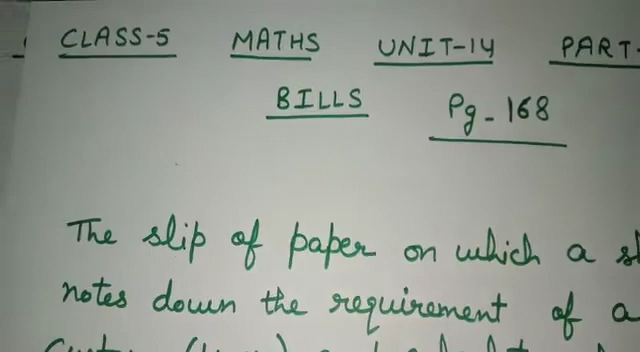 CLASS-5 MATHS UNIT-14 PART-
BILLS Pg-168
The slip of paper on which a
notes down the requirement of a